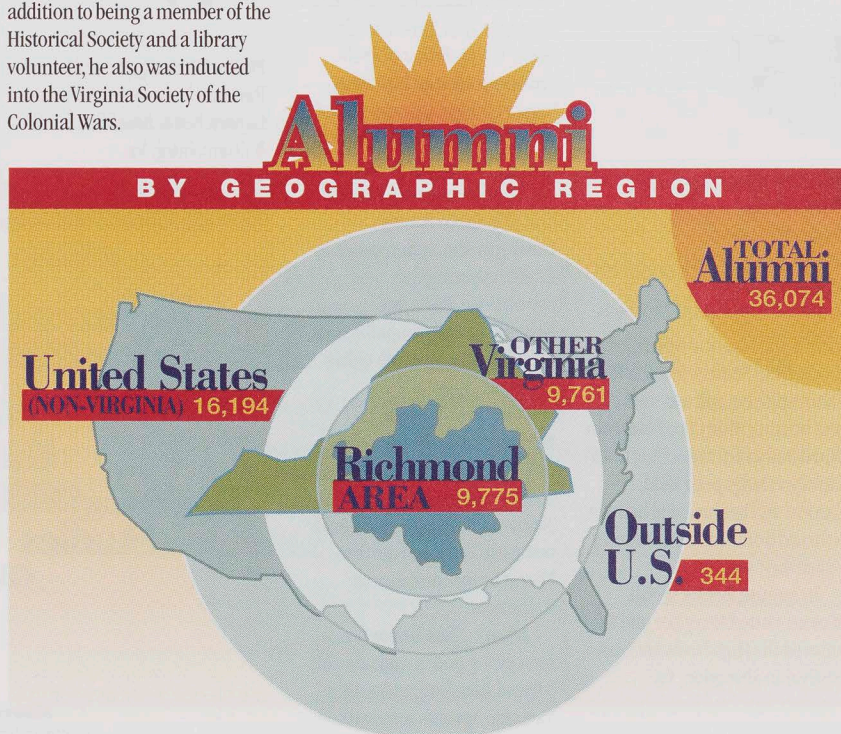 addition to being a member of the
Historical Society and a library
volunteer, he also was inducted
into the Virginia Society of the
Colonial Wars.
Alumni
BY GEOGRAPHIC REGION
TOTAL
Alumni
36,074
United States
(NON-VIRGINIA) 16,194
OTHER
Virginia
9,761
Richmond
AREA 9,775
Outside
U.S. 344